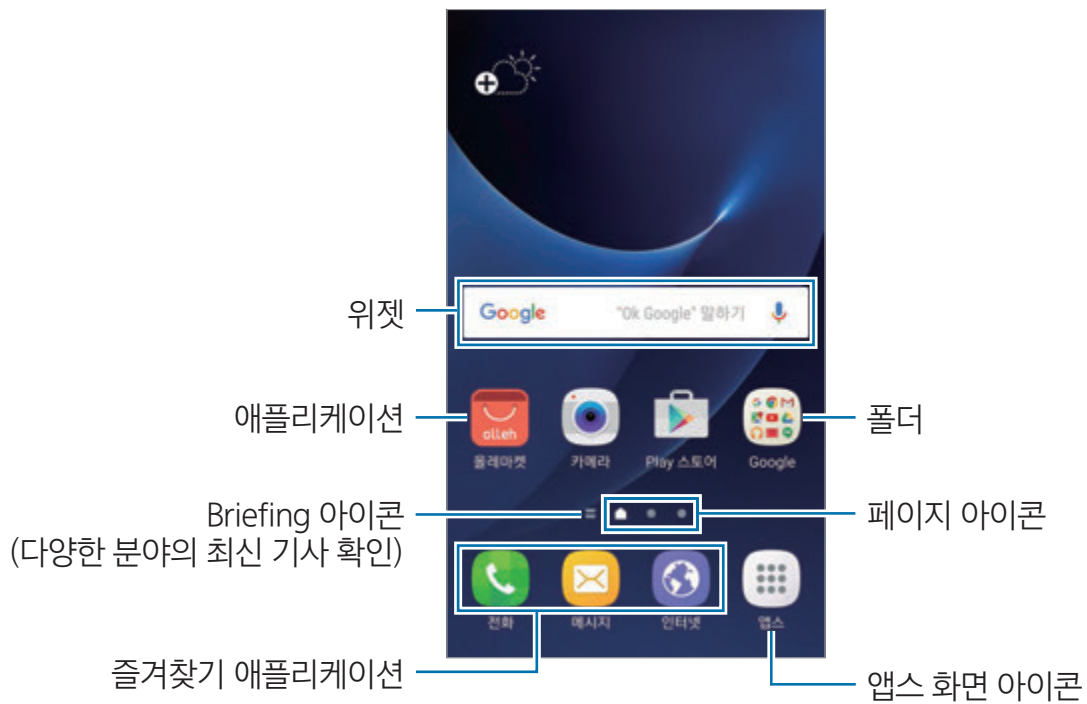 위젯
Google "Ok Google" 말하기
애플리케이션
olleh
폴더
올레마켓 카메라 Play 스토어 Google
Briefing 아이콘
(다양한 분야의 최신 기사 확인)
페이지 아이콘
전화 메시지 인터넷 앱스
즐겨찾기 애플리케이션
앱스 화면 아이콘